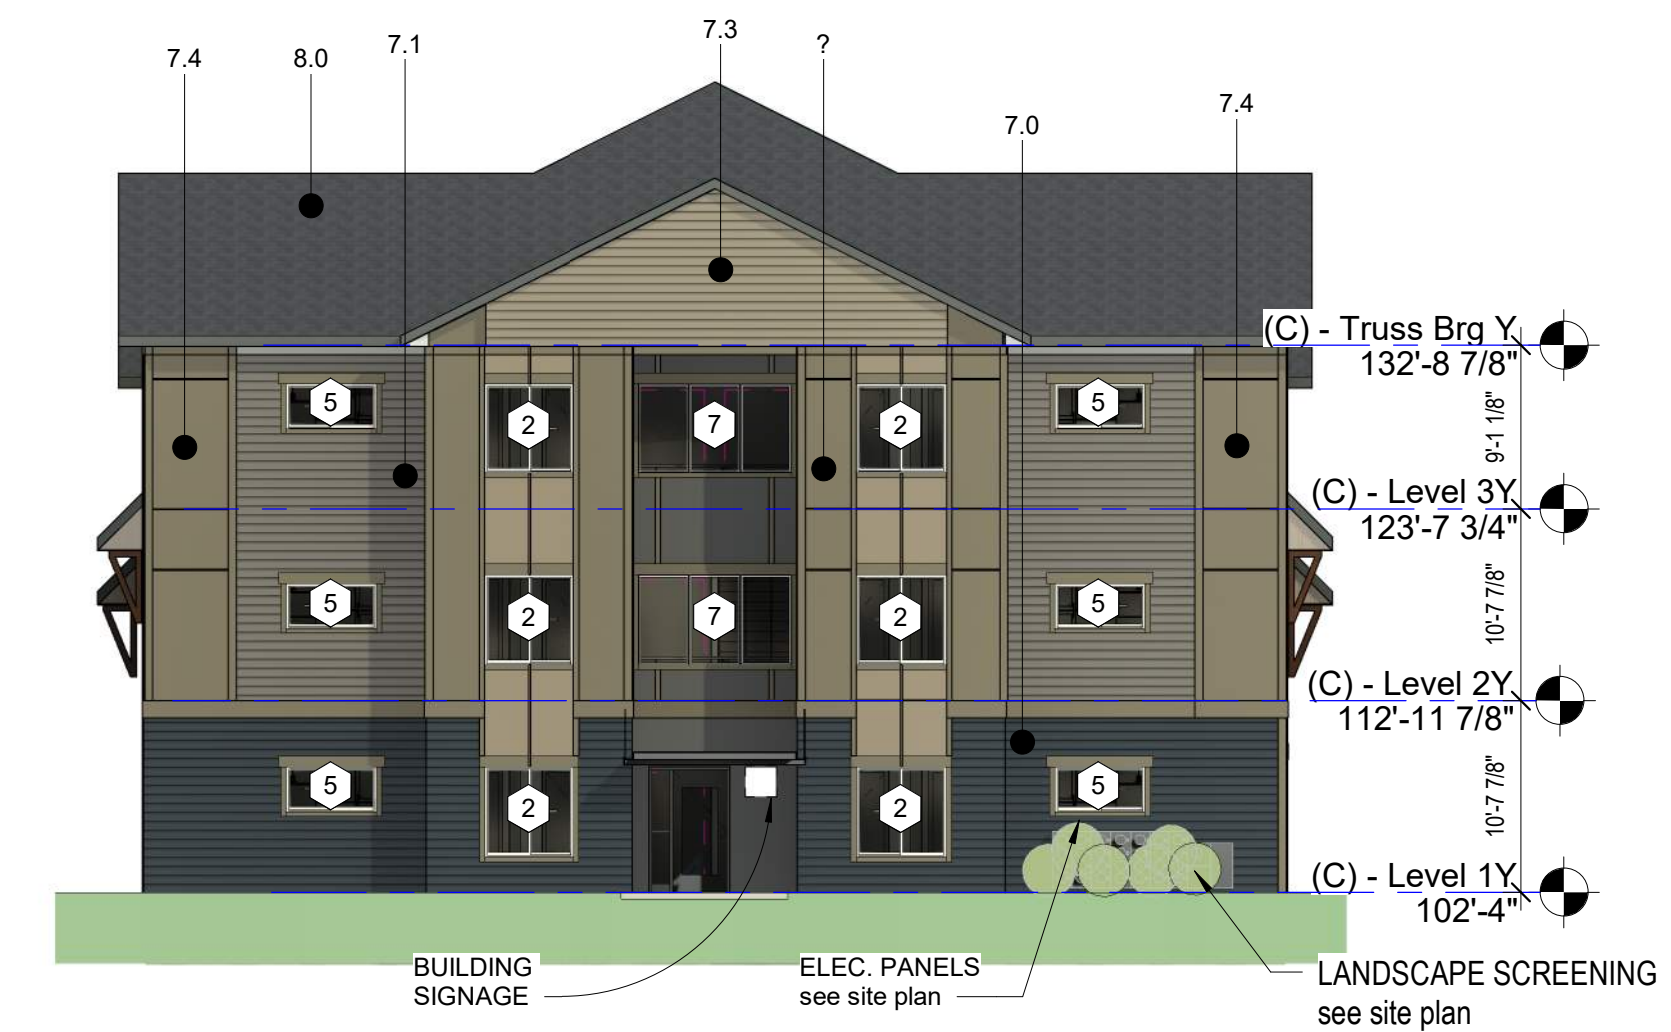 7.3
?
7.1
7.4
8.0
7.4
7.0
(C) - Truss Brg Y
132'-8 7/8"
5
5
2
7
2
9'-1 1/8"
(C) - Level 3Y
123'-7 3/4"
5
5
2
7
2
10'-7 7/8"
(C) - Level 2Y
112'-11 7/8"
5
5
2
2
10'-7 7/8"
(C) - Level 1Y
102'-4"
BUILDING
SIGNAGE
ELEC. PANELS
see site plan
LANDSCAPE SCREENING
see site plan